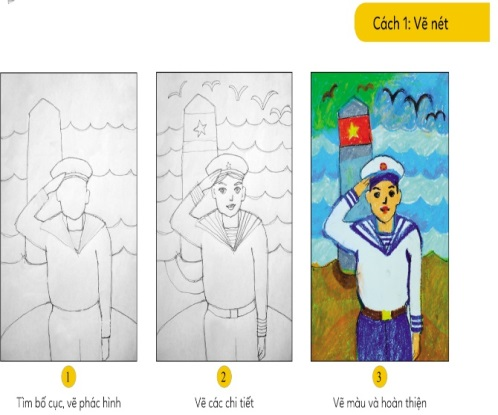 Cách 1: Vẽ nét
1
2
3
Tìm bố cục, vẽ phác hình
Vẽ các chi tiết
Vẽ màu và hoàn thiện